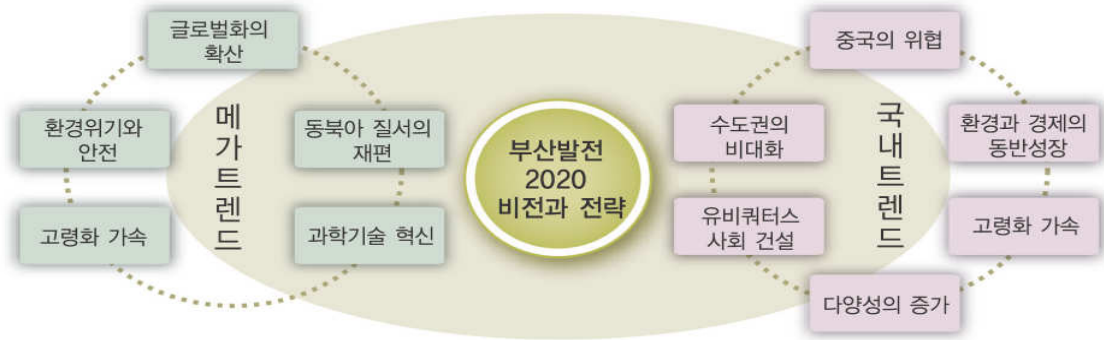 글로벌화의
확산
환경위기와
안전
고령화 가속
메가트렌드
동북아 질서의
재편
과학기술 혁신
부산발전
2020
비전과 전략
중국의 위협
수도권의
비대화
유비쿼터스
사회 건설
국내트렌드
환경과 경제의
동반성장
고령화 가속
다양성의 증가